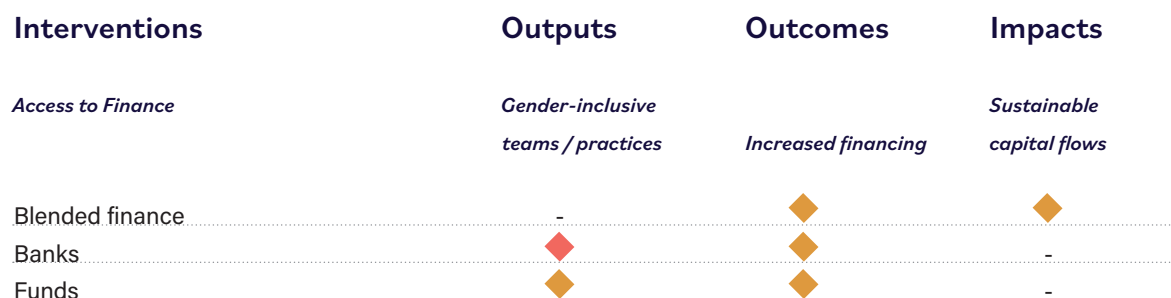 Interventions Outputs Outcomes Impacts
Access to Finance Gender-inclusive Sustainable
teams / practices Increased financing capital flows
Blended finance -
Banks -
Funds -